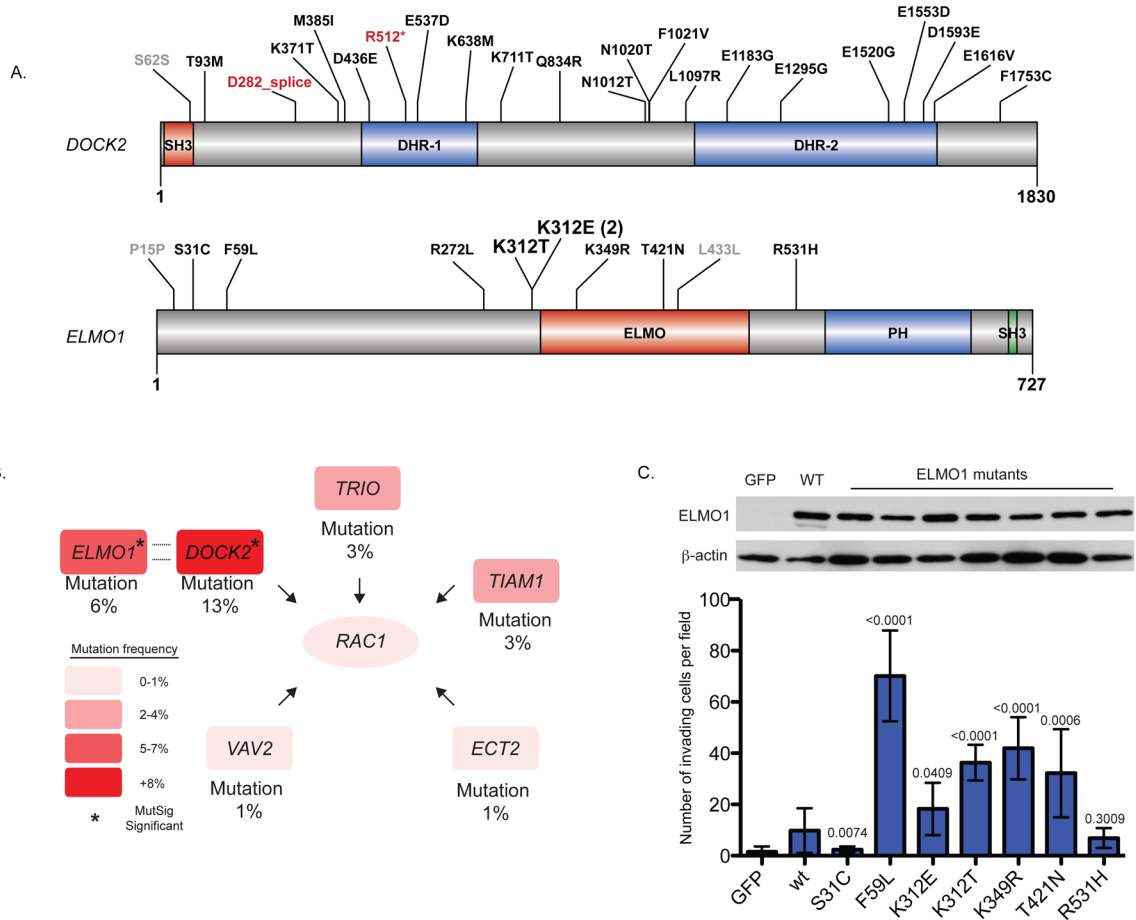 A.
S62S
T93M
D282_splice
K371T
M385I
D436E
R512*
E537D
K638M
K711T
Q834R
N1012T
N1020T
F1021V
L1097R
E1183G
E1295G
E1520G
E1553D
D1593E
E1616V
F1753C
DOCK2
SH3
DHR-1
DHR-2
1
1830
P15P
S31C
F59L
R272L
K312T
K312E (2)
K349R
T421N
L433L
R531H
ELMO1
ELMO
PH
SH3
1
727
TRIO
Mutation
3%
ELMO1*
Mutation
6%
DOCK2*
Mutation
13%
TIAM1
Mutation
3%
RAC1
VAV2
Mutation
1%
ECT2
Mutation
1%
Mutation frequency
0-1%
2-4%
5-7%
+8%
* MutSig
Significant
C.
GFP WT ELMO1 mutants
ELMO1
β-actin
Number of invading cells per field
100
80
60
40
20
0
0.0074
<0.0001
0.0409
<0.0001
<0.0001
0.0006
0.3009
GFP
wt
S31C
F59L
K312E
K312T
K349R
T421N
R531H